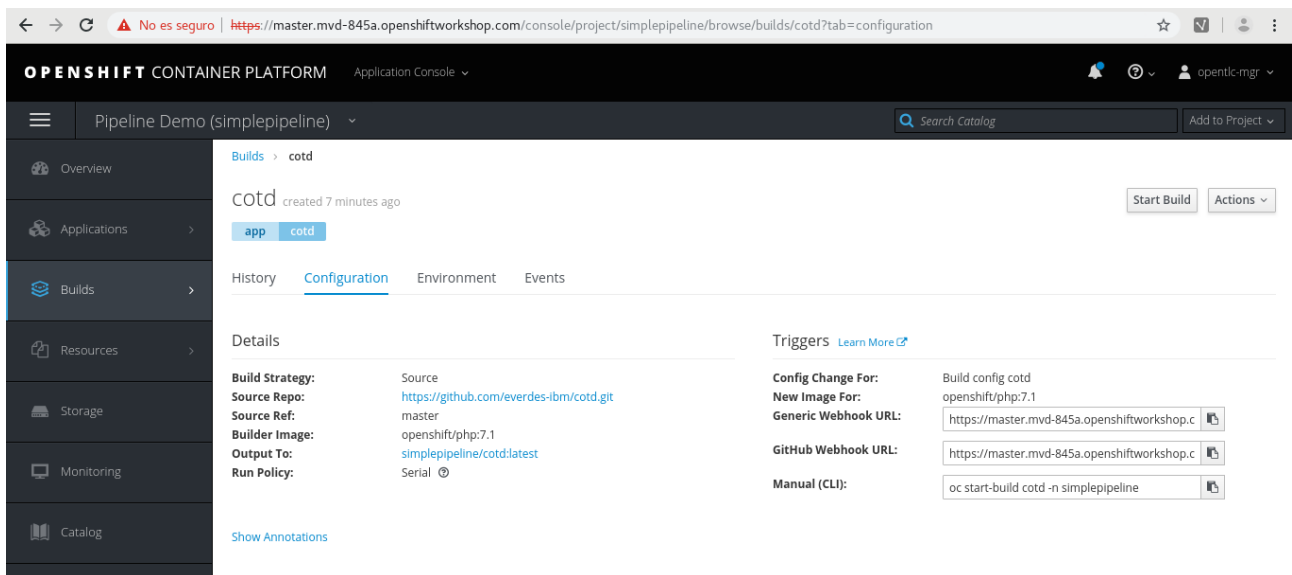 No es seguro https://master.mvd-845a.openshiftworkshop.com/console/project/simplepipeline/browse/builds/cotd?tab=configuration
OPENSHIFT CONTAINER PLATFORM Application Console opentlc-mgr
Pipeline Demo (simplepipeline) Search Catalog Add to Project
Overview
Applications
Builds
Resources
Storage
Monitoring
Catalog
Builds > cotd
cotd created 7 minutes ago Start Build Actions
app cotd
History Configuration Environment Events
Details
Build Strategy: Source
Source Repo: https://github.com/everdes-ibm/cotd.git
Source Ref: master
Builder Image: openshift/php:7.1
Output To: simplepipeline/cotd:latest
Run Policy: Serial
Show Annotations
Triggers Learn More
Config Change For: Build config cotd
New Image For: openshift/php:7.1
Generic Webhook URL: https://master.mvd-845a.openshiftworkshop.c
GitHub Webhook URL: https://master.mvd-845a.openshiftworkshop.c
Manual (CLI): oc start-build cotd -n simplepipeline